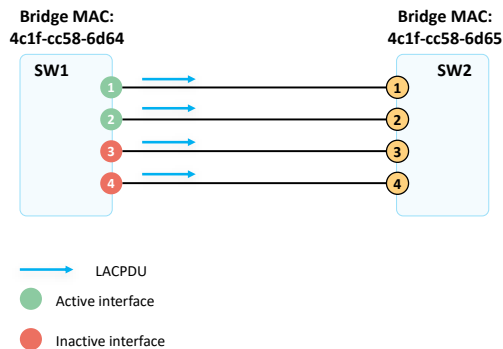 Bridge MAC:
4c1f-cc58-6d64
Bridge MAC:
4c1f-cc58-6d65
SW1
SW2
1
1
2
2
3
3
4
4
LACPDU
Active interface
Inactive interface